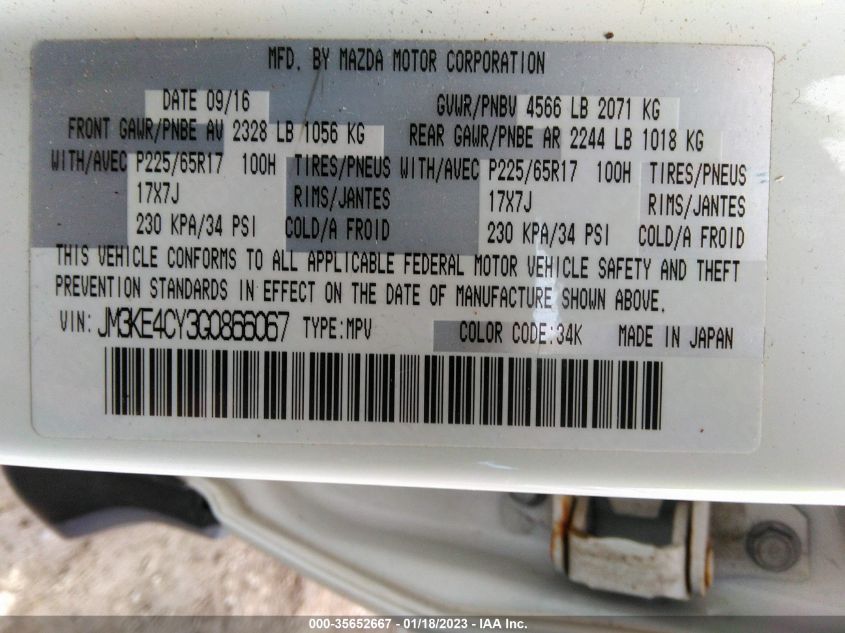 MFD. BY MAZDA MOTOR CORPORATION
DATE 09/16 GVWR/PNBV 4566 LB 2071 KG
FRONT GAWR/PNBE AV 2328 LB 1056 KG REAR GAWR/PNBE AR 2244 LB 1018 KG
WITH/AVEC P225/65R17 100H TIRES/PNEUS WITH/AVEC P225/65R17 100H TIRES/PNEUS
17X7J RIMS/JANTES 17X7J RIMS/JANTES
230 KPA/34 PSI COLD/A FROID 230 KPA/34 PSI COLD/A FROID
THIS VEHICLE CONFORMS TO ALL APPLICABLE FEDERAL MOTOR VEHICLE SAFETY AND THEFT
PREVENTION STANDARDS IN EFFECT ON THE DATE OF MANUFACTURE SHOWN ABOVE.
VIN: JM3KE4CY3G0866067 TYPE:MPV COLOR CODE:34K MADE IN JAPAN
000-35652667 - 01/18/2023 - IAA Inc.